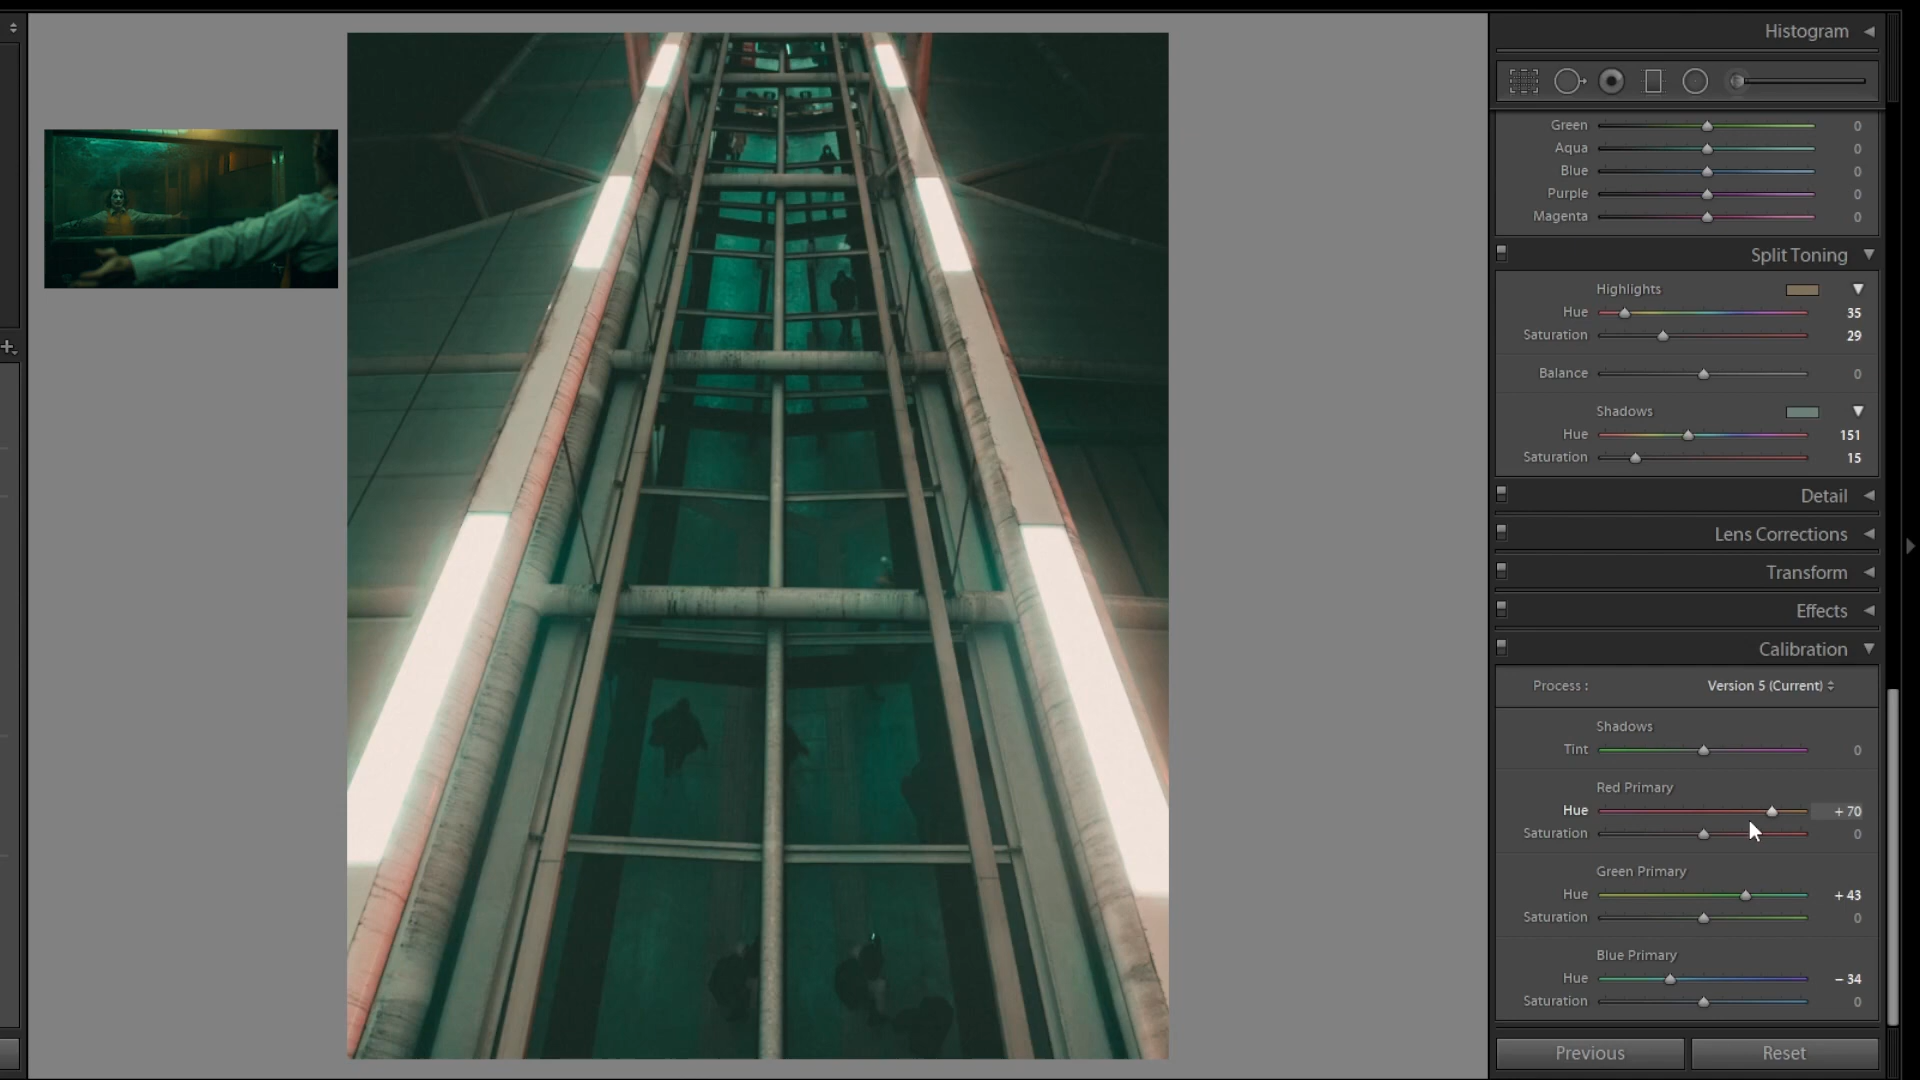 Histogram
Green 0
Aqua 0
Blue 0
Purple 0
Magenta 0
Split Toning
Highlights
Hue 35
Saturation 29
Balance 0
Shadows
Hue 151
Saturation 15
Detail
Lens Corrections
Transform
Effects
Calibration
Process : Version 5 (Current)
Shadows
Tint 0
Red Primary
Hue + 70
Saturation 0
Green Primary
Hue + 43
Saturation 0
Blue Primary
Hue − 34
Saturation 0
Previous Reset